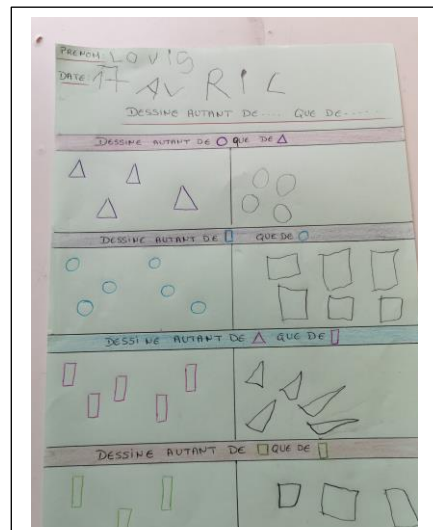 PRENOM: LOUIS
DATE: 17 AVRIL
DESSINE AUTANT DE .... QUE DE .....
DESSINE AUTANT DE QUE DE
DESSINE AUTANT DE QUE DE
DESSINE AUTANT DE QUE DE
DESSINE AUTANT DE QUE DE